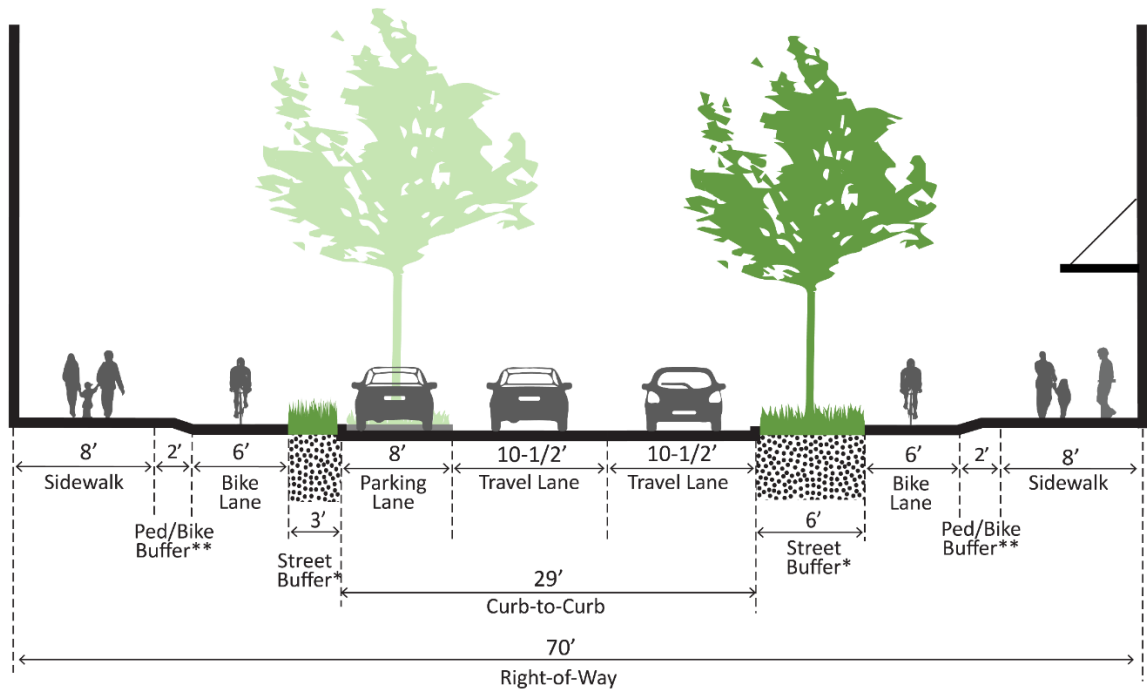 8’
2’
6’
8’
10-1/2’
10-1/2’
6’
2’
8’
Sidewalk
Bike
Lane
Parking
Lane
Travel Lane
Travel Lane
Bike
Lane
Sidewalk
Ped/Bike
Buffer**
3’
Street
Buffer*
6’
Street
Buffer*
Ped/Bike
Buffer**
29’
Curb-to-Curb
70’
Right-of-Way